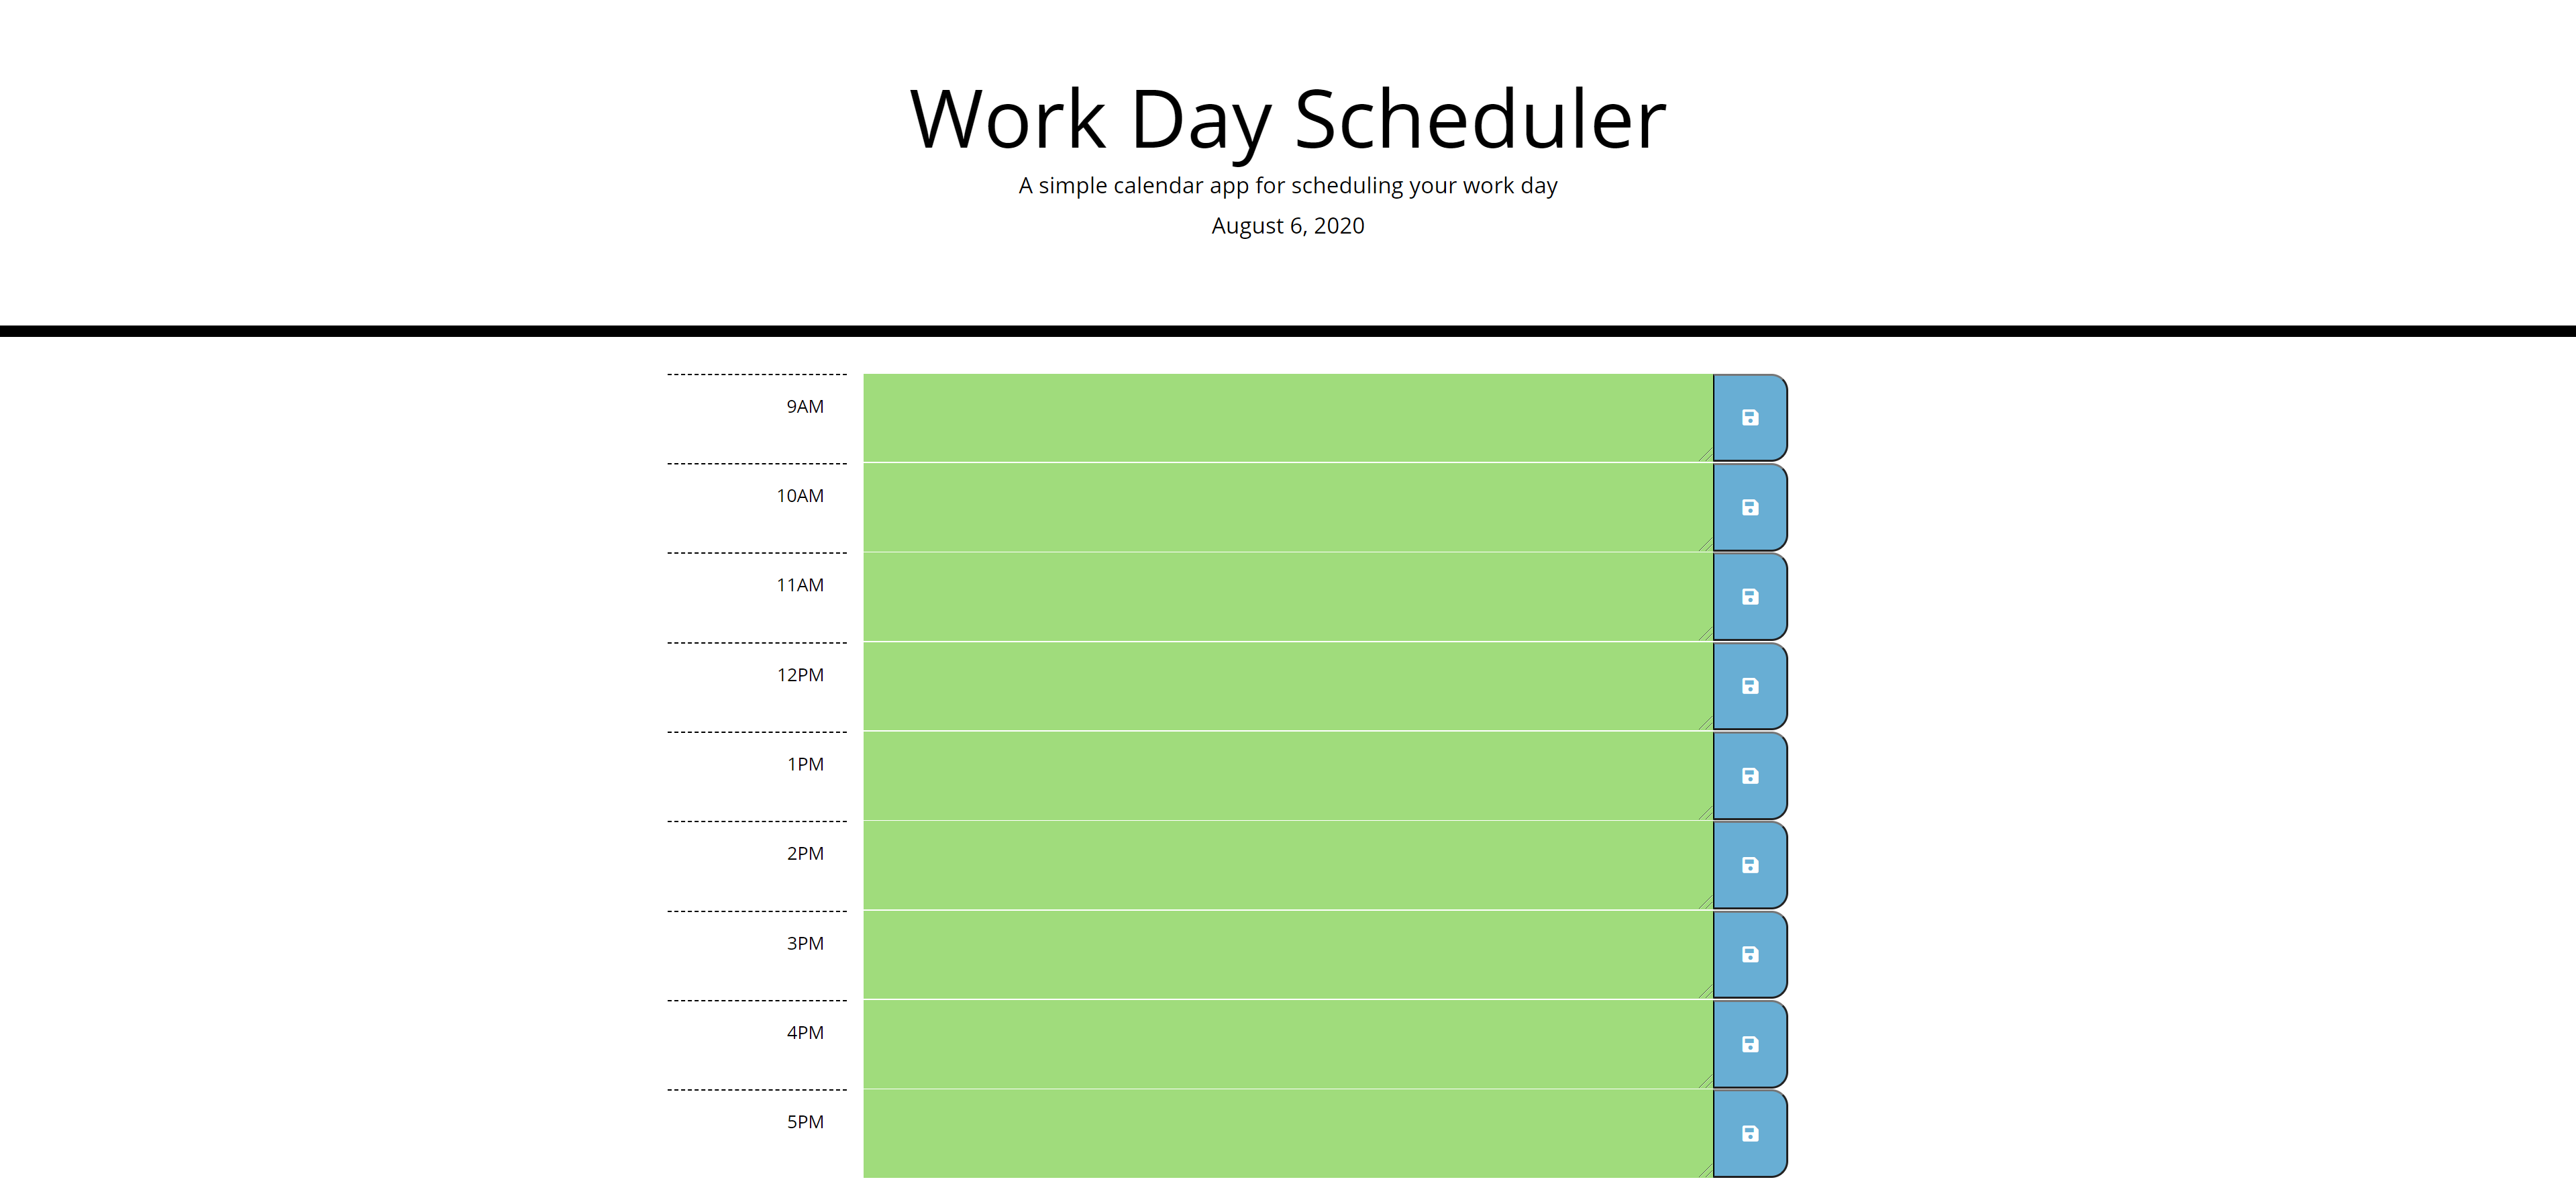 Work Day Scheduler
A simple calendar app for scheduling your work day
August 6, 2020
9AM
10AM
11AM
12PM
1PM
2PM
3PM
4PM
5PM